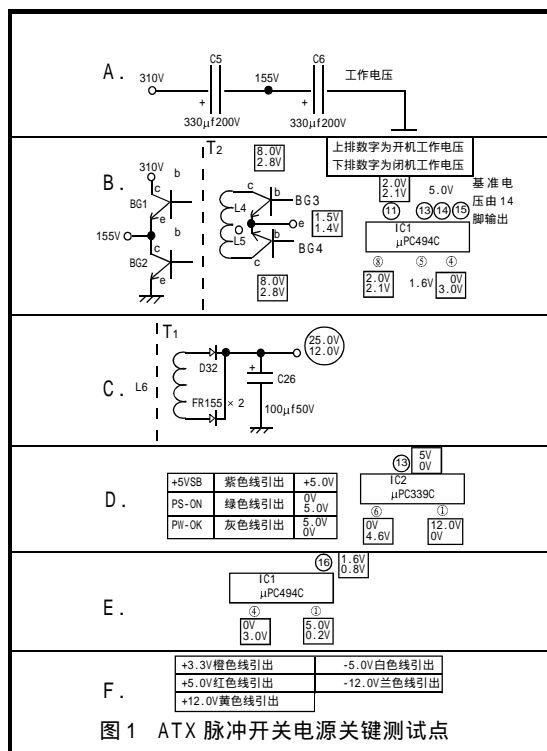 A.
310V
C5
155V
C6
工作电压
+
+
330μf200V
330μf200V
T2
8.0V
2.8V
上排数字为开机工作电压
下排数字为闭机工作电压
B.
310V
b
c
BG1
e
155V
b
c
BG2
e
c
b
BG3
L4
e
1.5V
1.4V
L5
b
BG4
c
8.0V
2.8V
2.0V
2.1V
5.0V
基准电
压由14
脚输出
⑪
⑬⑭⑮
IC1
μPC494C
⑧
⑤
④
2.0V
2.1V
1.6V
0V
3.0V
T1
C.
L6
D32
FR155×2
25.0V
12.0V
+
C26
100μf50V
D.
+5VSB 紫色线引出 +5.0V
PS-ON 绿色线引出 0V
5.0V
PW-OK 灰色线引出 5.0V
0V
⑬
5V
0V
IC2
μPC339C
⑥
①
0V
4.6V
12.0V
0V
E.
⑯
1.6V
0.8V
IC1
μPC494C
④
①
0V
3.0V
5.0V
0.2V
F.
+3.3V橙色线引出 -5.0V白色线引出
+5.0V红色线引出 -12.0V兰色线引出
+12.0V黄色线引出
图1 ATX 脉冲开关电源关键测试点